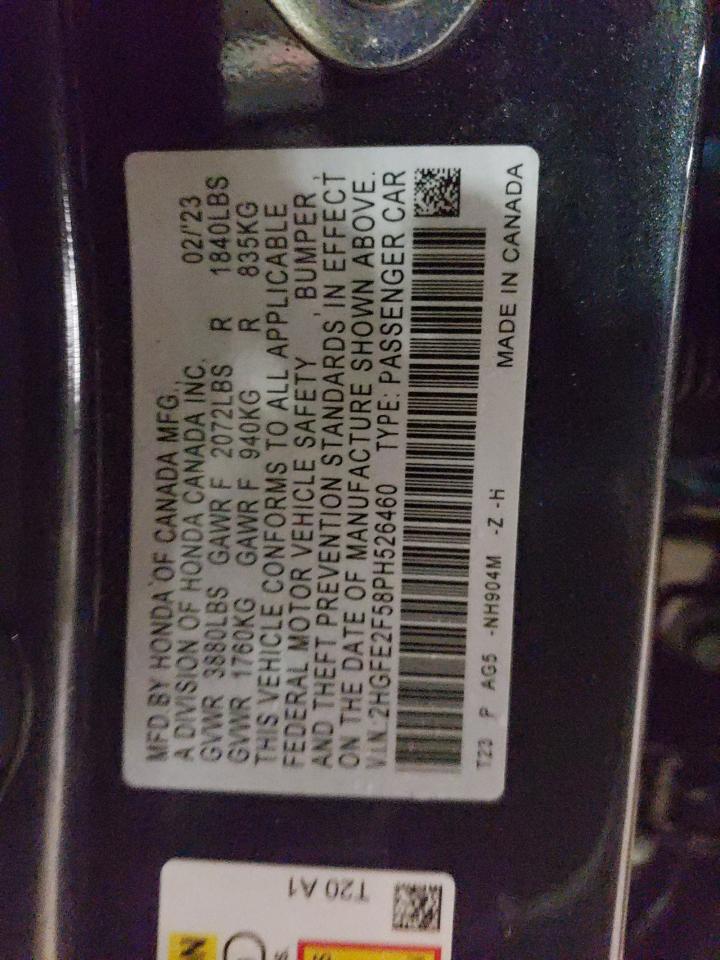 MFD BY HONDA OF CANADA MFG., 02/'23
A DIVISION OF HONDA CANADA INC.
GVWR 3880LBS GAWR F 2072LBS R 1840LBS
GVWR 1760KG GAWR F 940KG R 835KG
THIS VEHICLE CONFORMS TO ALL APPLICABLE
FEDERAL MOTOR VEHICLE SAFETY, BUMPER,
AND THEFT PREVENTION STANDARDS IN EFFECT
ON THE DATE OF MANUFACTURE SHOWN ABOVE.
V.I.N.:2HGFE2F58PH526460 TYPE: PASSENGER CAR
T23 P AG5 -NH904M -Z -H MADE IN CANADA
T20 A1